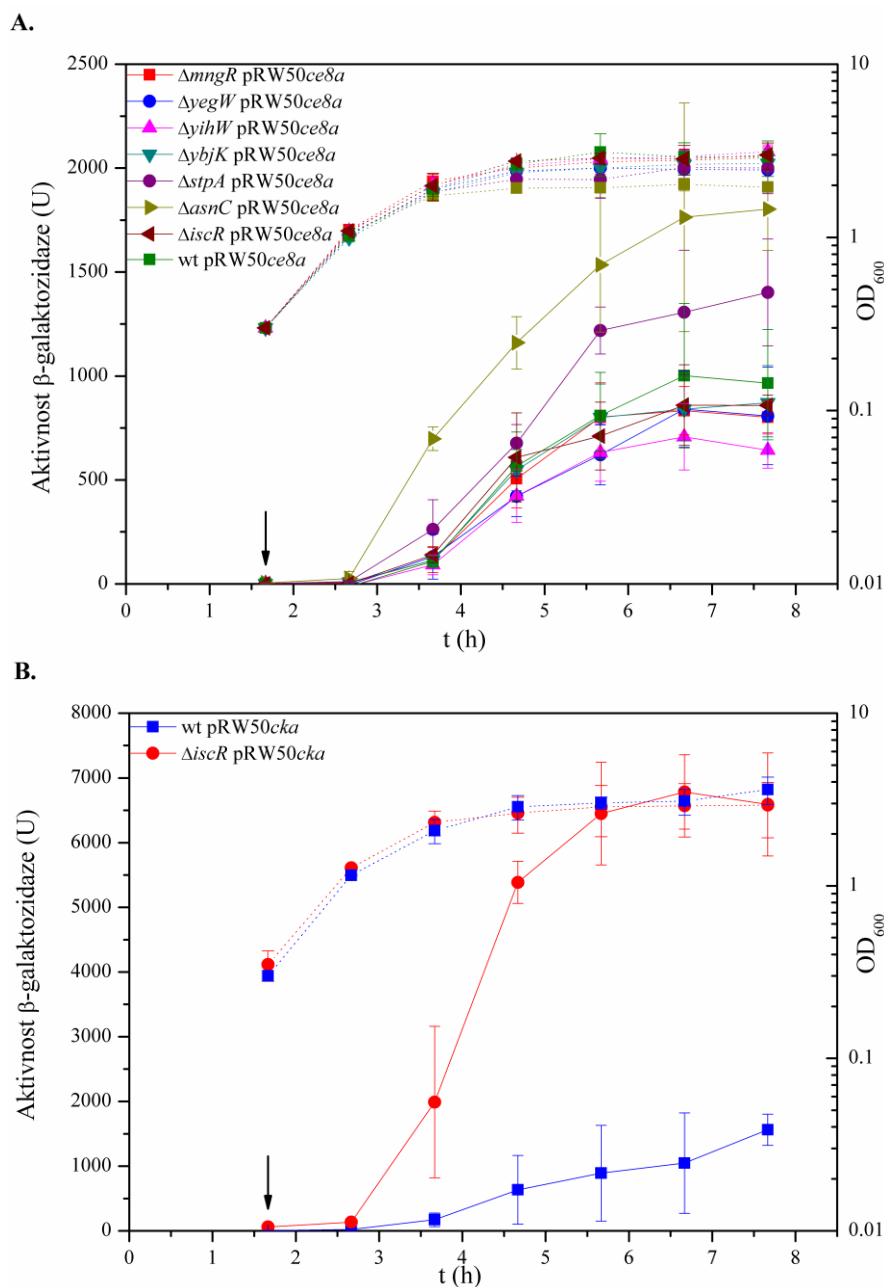 A.
Aktivnost β-galaktozidaze (U)
2500
2000
1500
1000
500
0
ΔmngR pRW50ce8a
ΔyegW pRW50ce8a
ΔyihW pRW50ce8a
ΔybjK pRW50ce8a
ΔstpA pRW50ce8a
ΔasnC pRW50ce8a
ΔiscR pRW50ce8a
wt pRW50ce8a
10
1
0.1
0.01
OD600
0 1 2 3 4 5 6 7 8
t (h)
B.
Aktivnost β-galaktozidaze (U)
8000
7000
6000
5000
4000
3000
2000
1000
0
wt pRW50cka
ΔiscR pRW50cka
10
1
0.1
0.01
OD600
0 1 2 3 4 5 6 7 8
t (h)